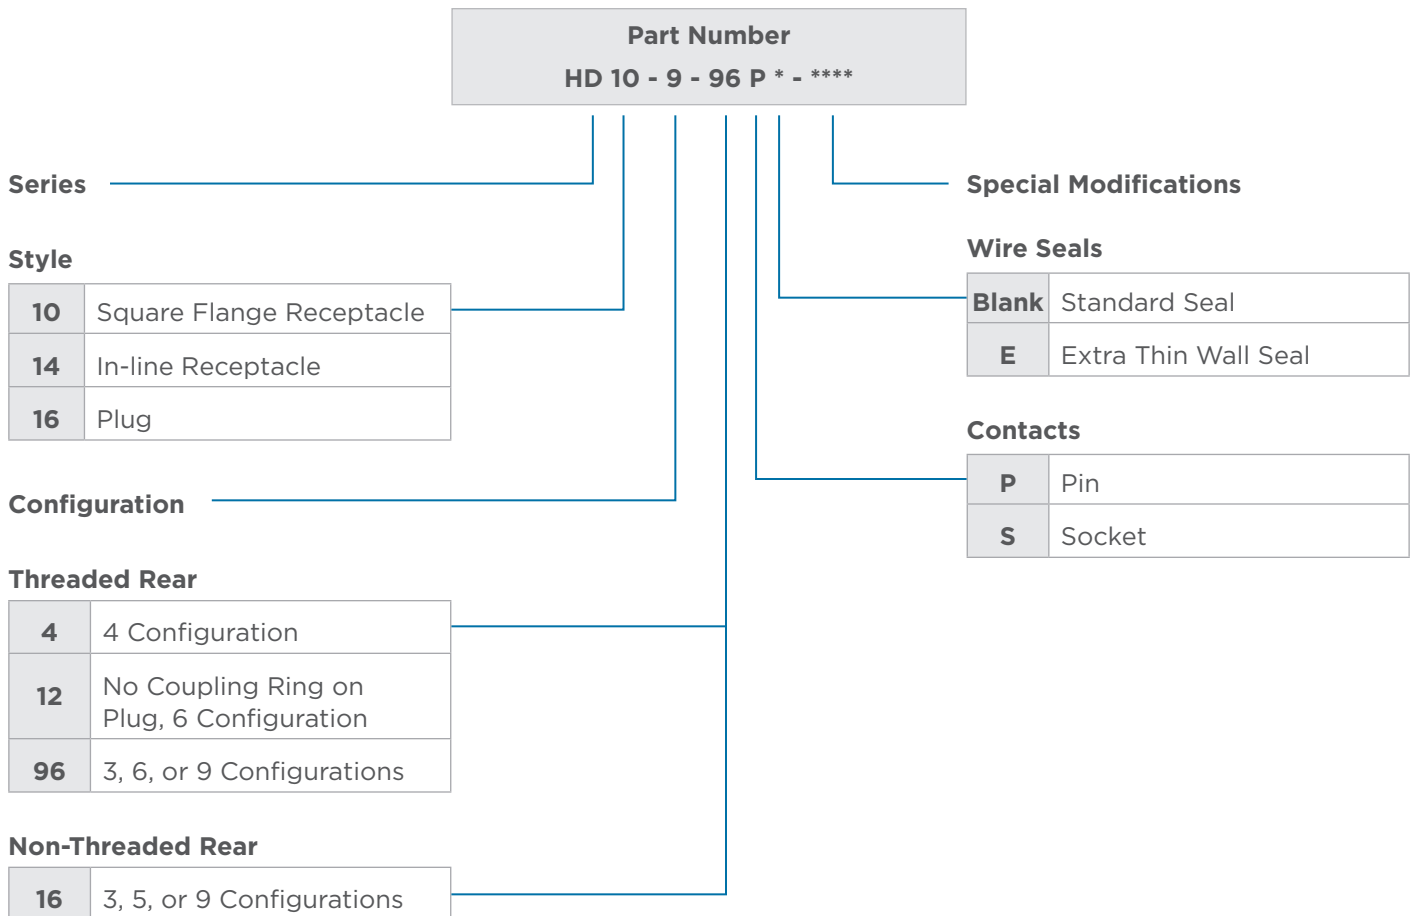 Part Number
HD 10 - 9 - 96 P * - ****
Series
Style
10 Square Flange Receptacle
14 In-line Receptacle
16 Plug
Configuration
Threaded Rear
4 4 Configuration
12 No Coupling Ring on
Plug, 6 Configuration
96 3, 6, or 9 Configurations
Non-Threaded Rear
16 3, 5, or 9 Configurations
Special Modifications
Wire Seals
Blank Standard Seal
E Extra Thin Wall Seal
Contacts
P Pin
S Socket